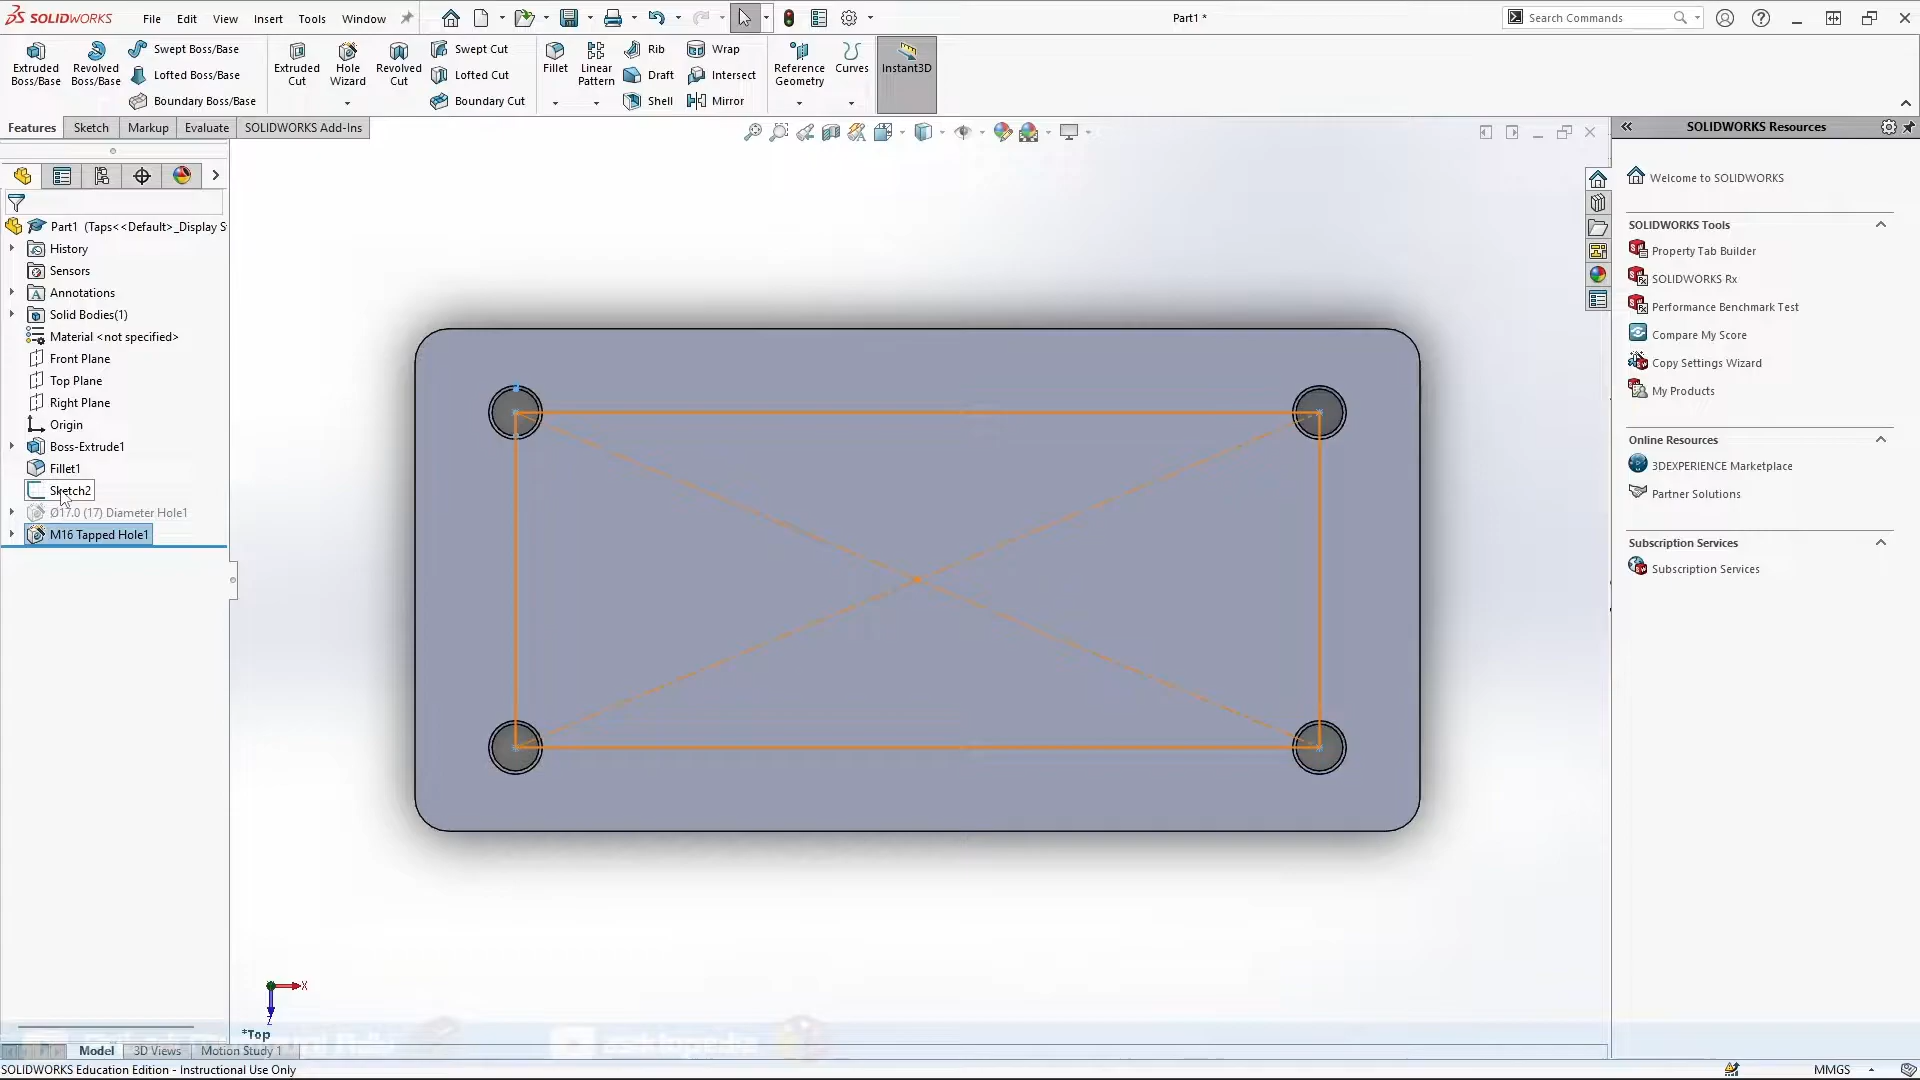 SOLIDWORKS File Edit View Insert Tools Window Part1 * Search Commands
Extruded Boss/Base
Revolved Boss/Base
Swept Boss/Base
Lofted Boss/Base
Boundary Boss/Base
Extruded Cut
Hole Wizard
Revolved Cut
Swept Cut
Lofted Cut
Boundary Cut
Fillet
Linear Pattern
Rib
Draft
Shell
Wrap
Intersect
Mirror
Reference Geometry
Curves
Instant3D
Features Sketch Markup Evaluate SOLIDWORKS Add-Ins
SOLIDWORKS Resources
Part1 (Taps<<Default>_Display S
History
Sensors
Annotations
Solid Bodies(1)
Material <not specified>
Front Plane
Top Plane
Right Plane
Origin
Boss-Extrude1
Fillet1
Sketch2
Ø17.0 (17) Diameter Hole1
M16 Tapped Hole1
X
Z
*Top
Welcome to SOLIDWORKS
SOLIDWORKS Tools
Property Tab Builder
SOLIDWORKS Rx
Performance Benchmark Test
Compare My Score
Copy Settings Wizard
My Products
Online Resources
3DEXPERIENCE Marketplace
Partner Solutions
Subscription Services
Subscription Services
Model 3D Views Motion Study 1
SOLIDWORKS Education Edition - Instructional Use Only MMGS